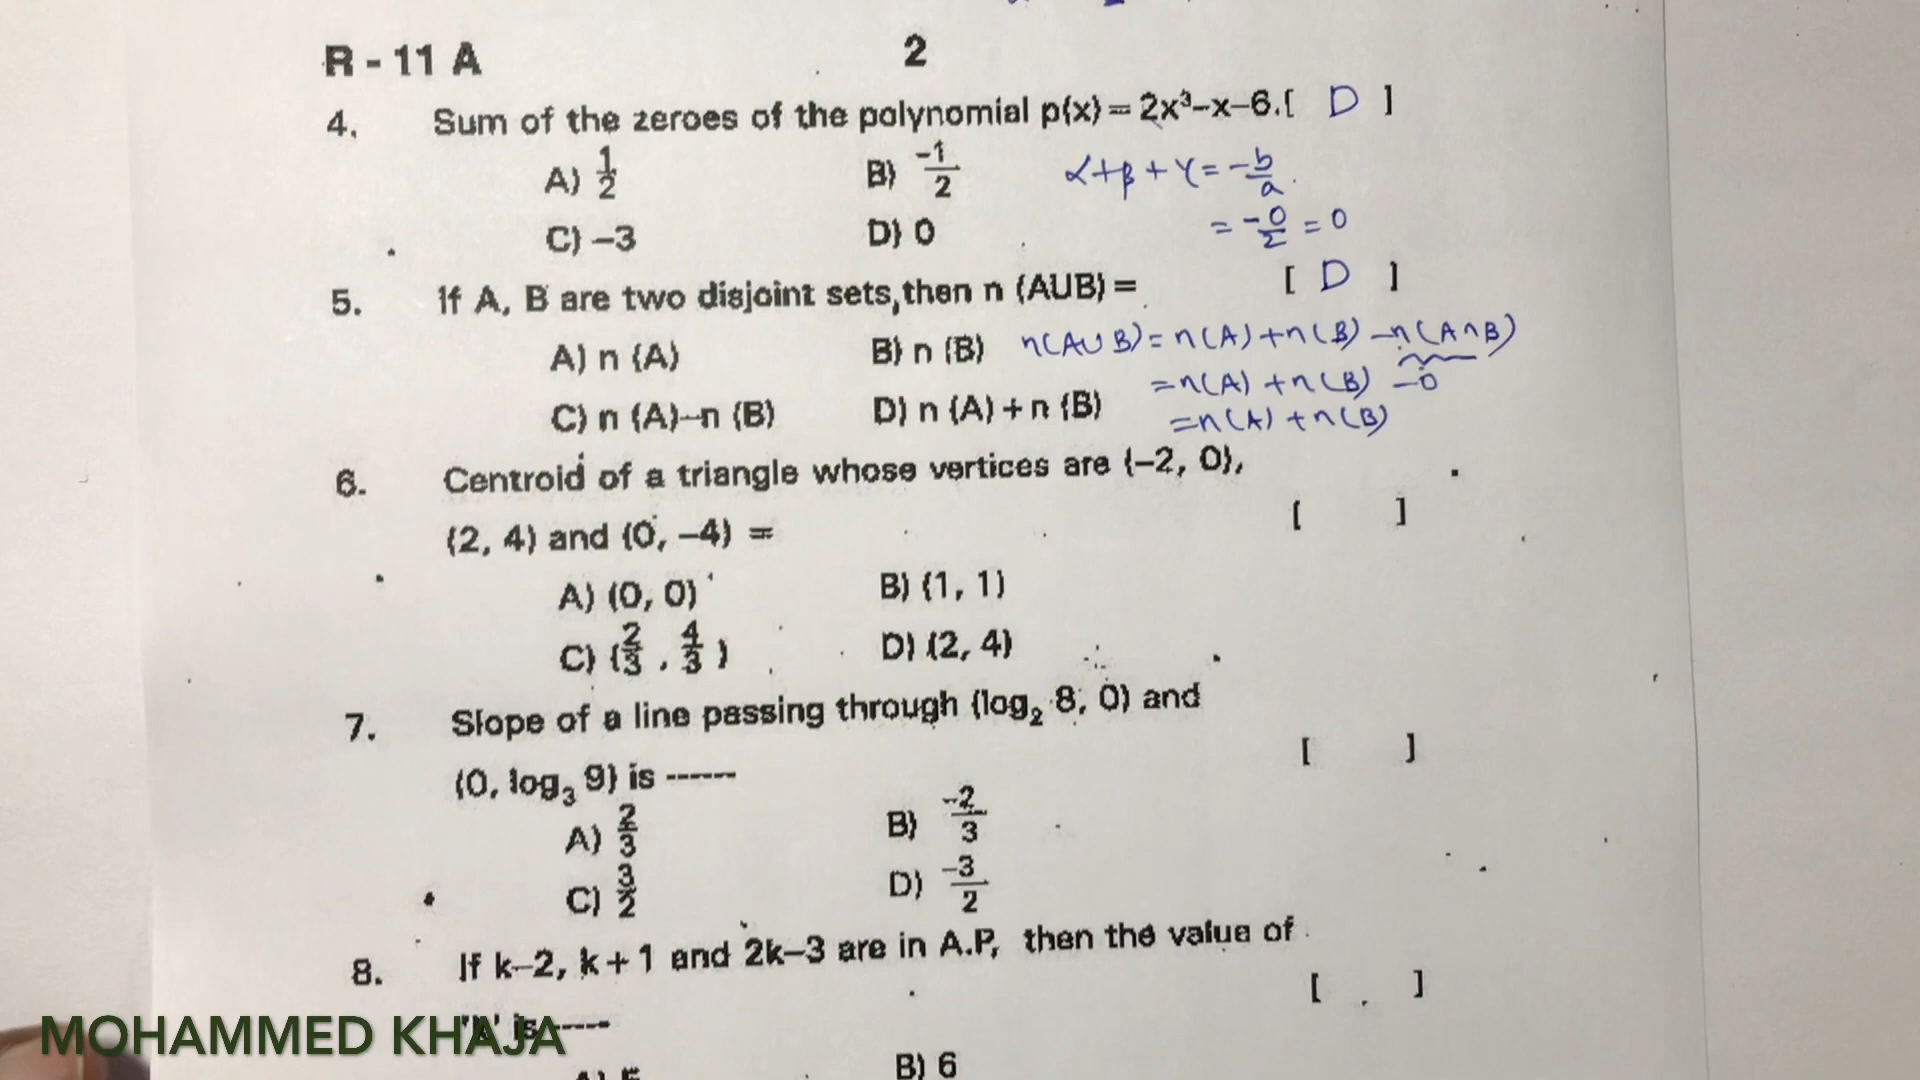 R - 11 A
2
4. Sum of the zeroes of the polynomial p(x) = 2x³–x–6. [ D ]
A) 1/2 B) -1/2 α+β+γ = -b/a
C) –3 D) 0 = -0/2 = 0
5. If A, B are two disjoint sets, then n (AUB) = [ D ]
A) n (A) B) n (B) n(A∪B) = n(A) + n(B) – n(A∩B)
= n(A) + n(B) – 0
C) n (A)–n (B) D) n (A) + n (B) = n(A) + n(B)
6. Centroid of a triangle whose vertices are (–2, 0),
(2, 4) and (0, –4) = [ ]
A) (0, 0) B) (1, 1)
C) (2/3 , 4/3) D) (2, 4)
7. Slope of a line passing through (log₂ 8, 0) and
(0, log₃ 9) is ------ [ ]
A) 2/3 B) -2/3
C) 3/2 D) -3/2
8. If k–2, k + 1 and 2k–3 are in A.P, then the value of
is ----- [ ]
B) 6
MOHAMMED KHAJA